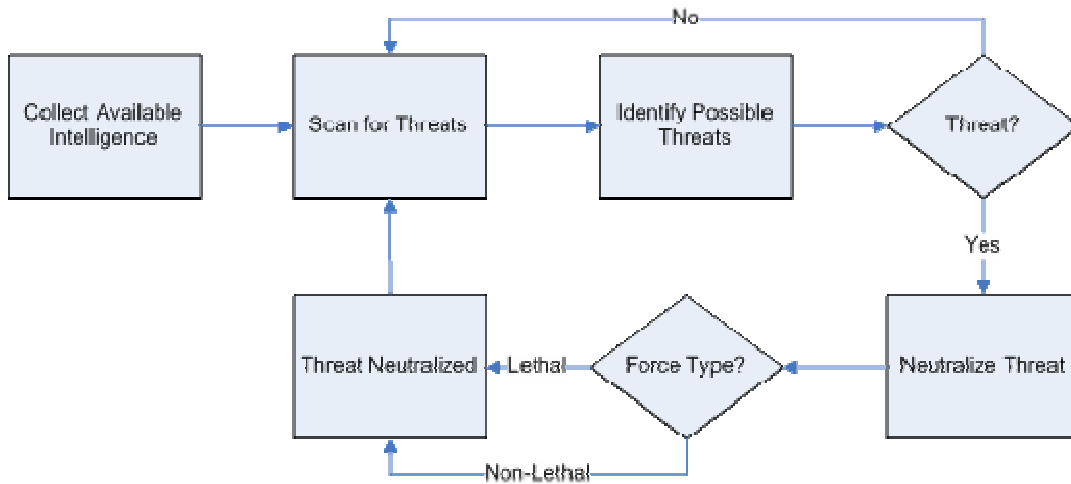 No
Collect Available
Intelligence
Scan for Threats
Identify Possible
Threats
Threat?
Yes
Threat Neutralized
Lethal
Force Type?
Neutralize Threat
Non-Lethal